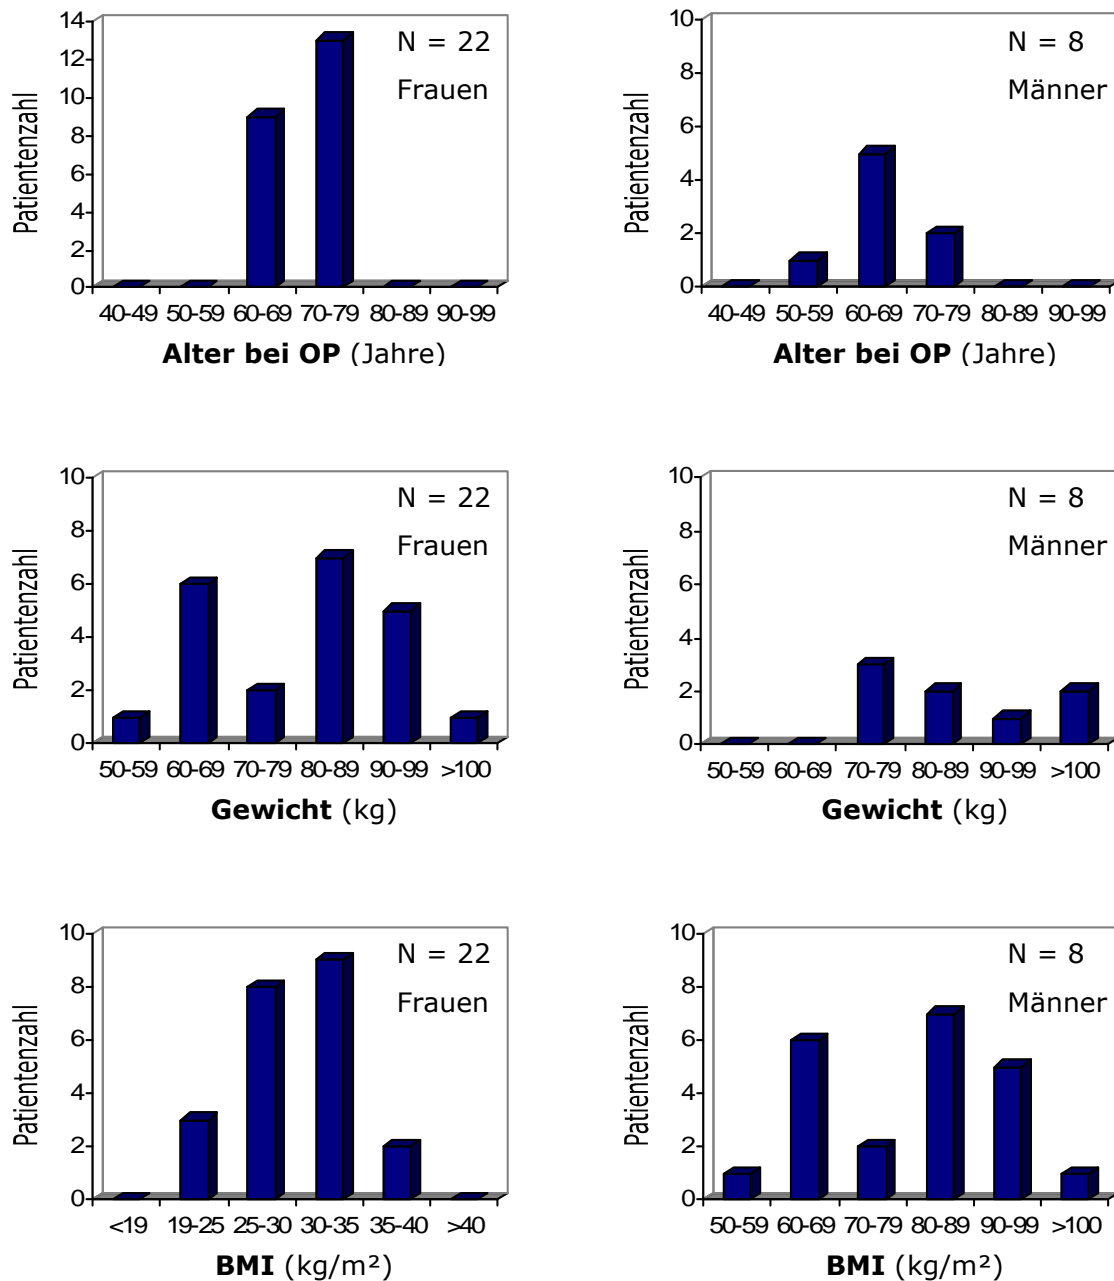 14
12
10
8
6
4
2
0
Patientenzahl
N = 22
Frauen
40-49 50-59 60-69 70-79 80-89 90-99
Alter bei OP (Jahre)
10
8
6
4
2
0
Patientenzahl
N = 8
Männer
40-49 50-59 60-69 70-79 80-89 90-99
Alter bei OP (Jahre)
10
8
6
4
2
0
Patientenzahl
N = 22
Frauen
50-59 60-69 70-79 80-89 90-99 >100
Gewicht (kg)
10
8
6
4
2
0
Patientenzahl
N = 8
Männer
50-59 60-69 70-79 80-89 90-99 >100
Gewicht (kg)
10
8
6
4
2
0
Patientenzahl
N = 22
Frauen
<19 19-25 25-30 30-35 35-40 >40
BMI (kg/m²)
10
8
6
4
2
0
Patientenzahl
N = 8
Männer
50-59 60-69 70-79 80-89 90-99 >100
BMI (kg/m²)